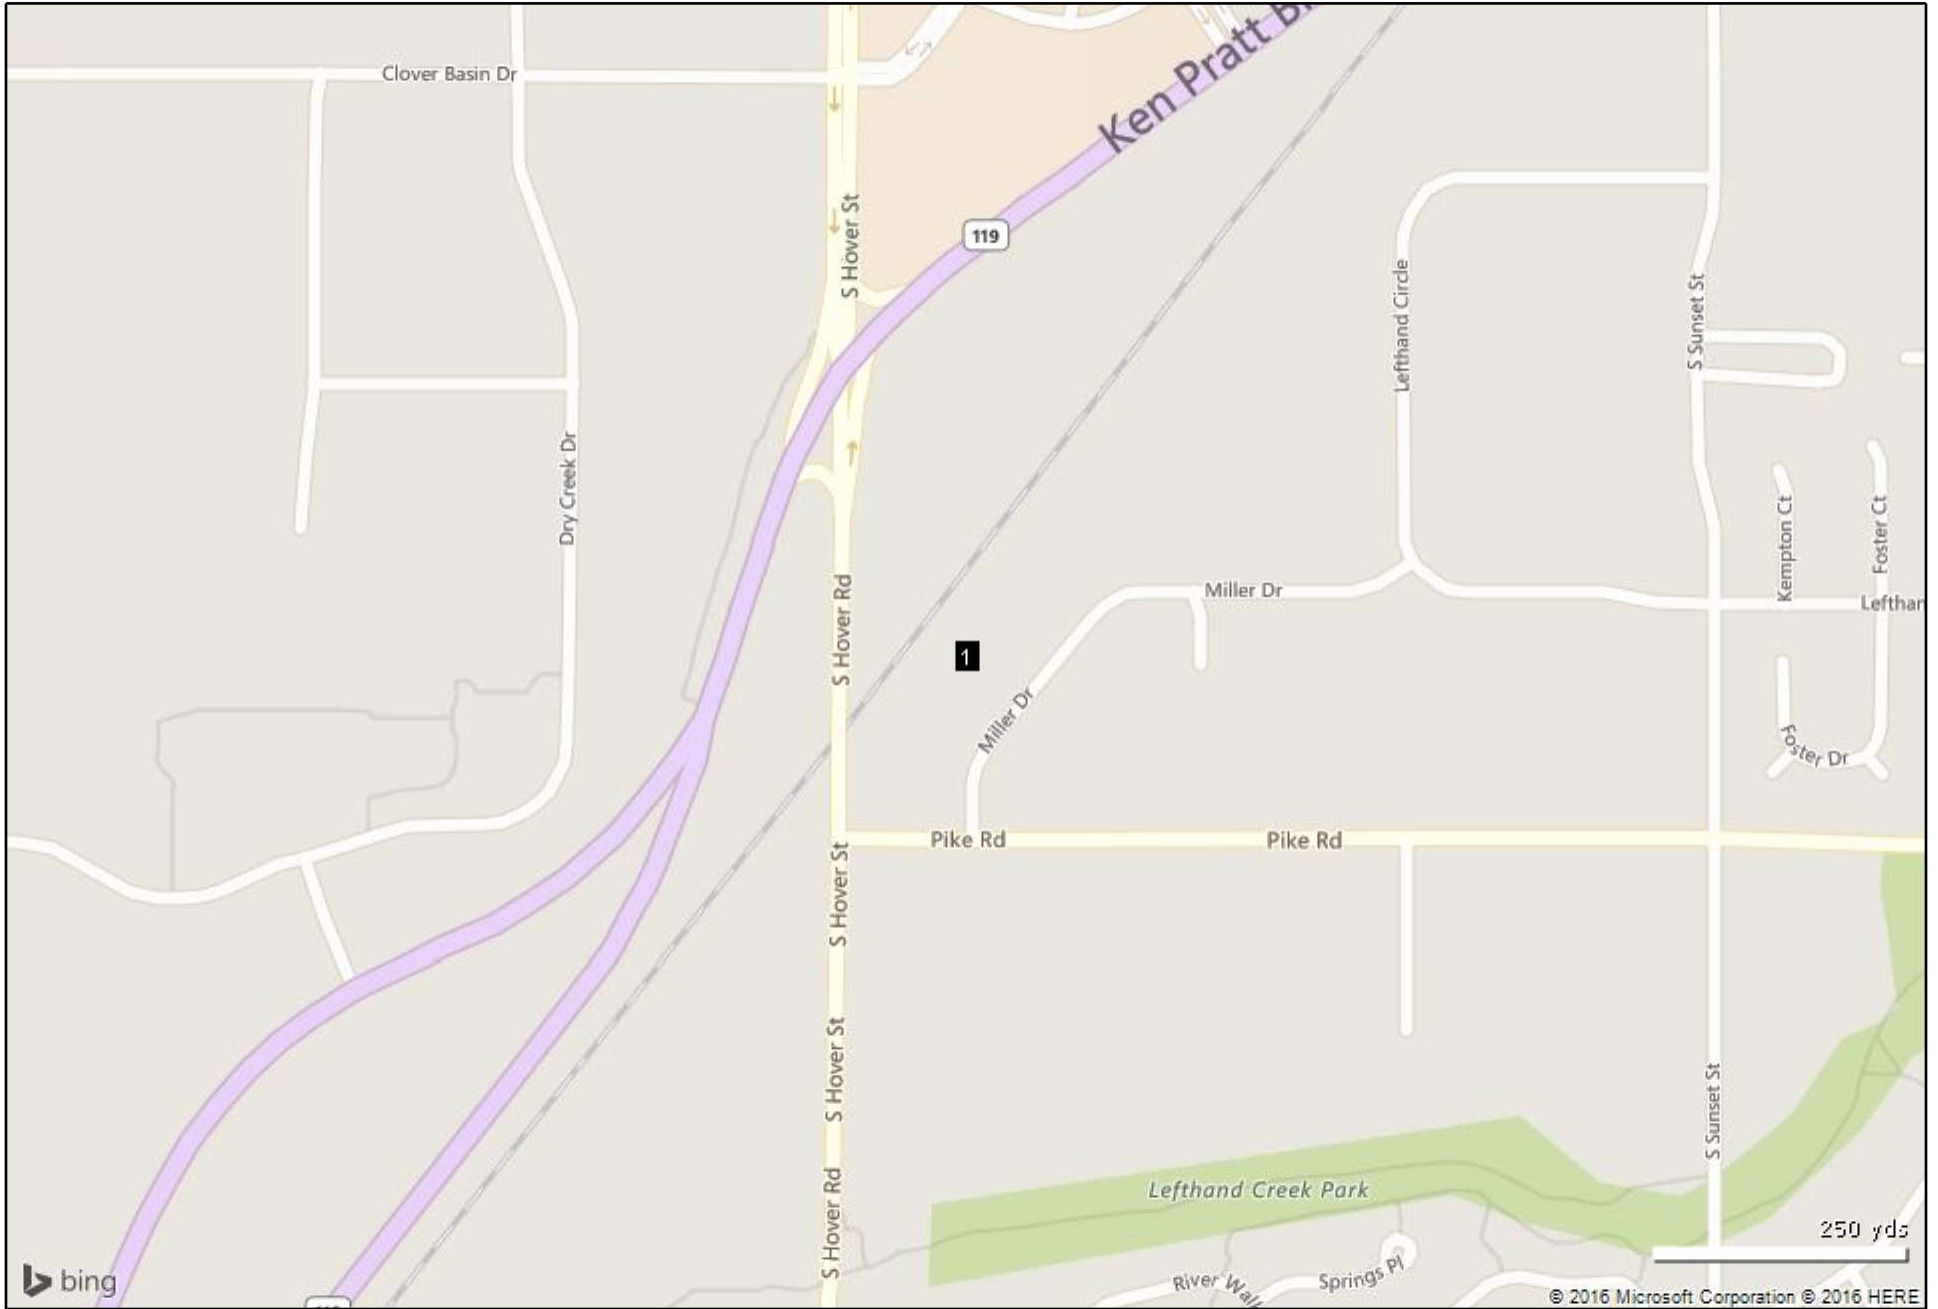 Ken Pratt Bl
Clover Basin Dr
S Hover St
119
Lefthand Circle
S Sunset St
Dry Creek Dr
Kempton Ct
Foster Ct
S Hover Rd
Miller Dr
Lefthan
1
Miller Dr
Foster Dr
Pike Rd
Pike Rd
S Hover St
S Hover St
S Sunset St
S Hover Rd
Lefthand Creek Park
250 yds
River Walk
Springs Pl
bing
© 2016 Microsoft Corporation © 2016 HERE